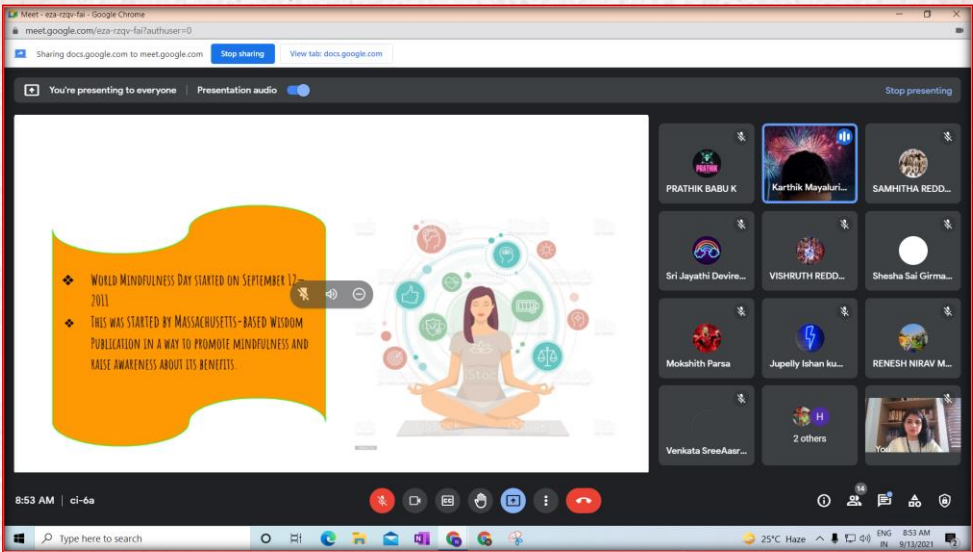 Meet - eza-rzqv-fai - Google Chrome
meet.google.com/eza-rzqv-fai?authuser=0
Sharing docs.google.com to meet.google.com Stop sharing View tab: docs.google.com
You're presenting to everyone | Presentation audio
Stop presenting
❖ World Mindfulness Day started on September 12–
2011
❖ This was started by Massachusetts-based Wisdom
Publication in a way to promote mindfulness and
raise awareness about its benefits.
iStock
PRATHIK
PRATHIK BABU K
Karthik Mayaluri...
SAMHITHA REDD...
Sri Jayathi Devire...
VISHRUTH REDD...
Shesha Sai Girma...
Mokshith Parsa
Jupelly Ishan ku...
RENESH NIRAV M...
Venkata SreeAasr...
H
2 others
You
8:53 AM | ci-6a
CC
14
Type here to search
25°C Haze
ENG
IN
8:53 AM
9/13/2021
2